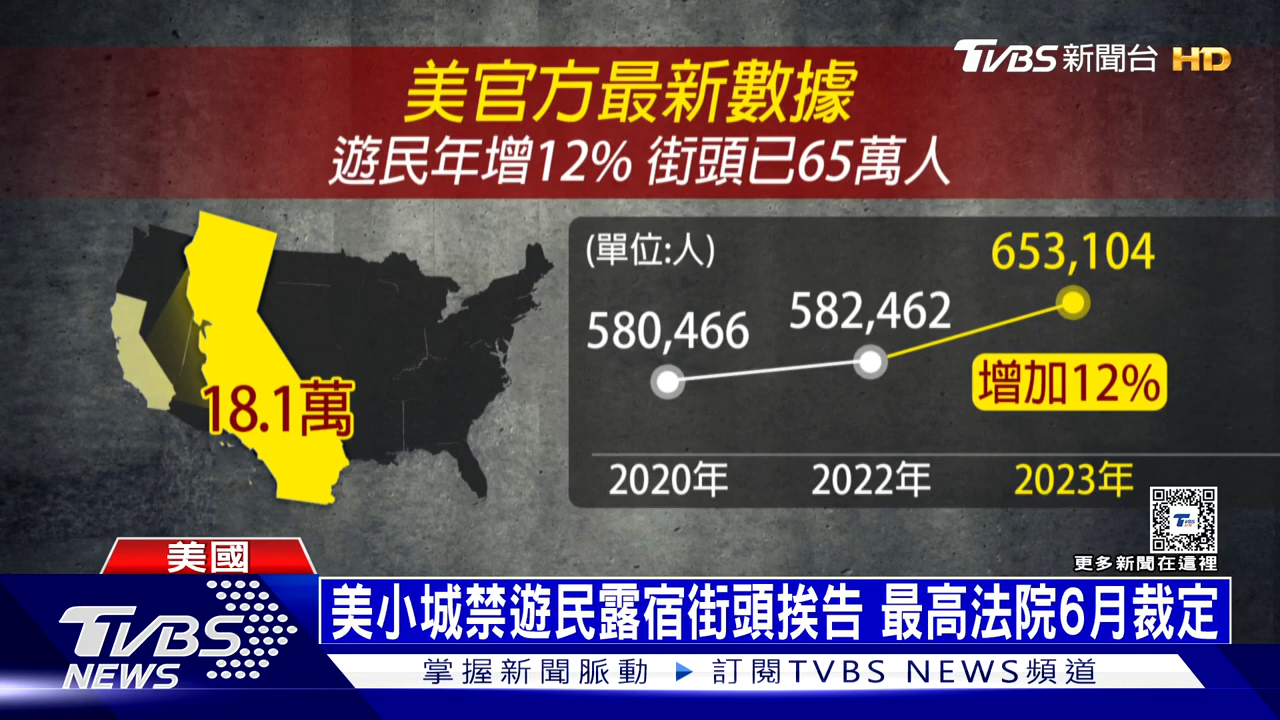 TVBS新聞台 HD
美官方最新數據
遊民年增12% 街頭已65萬人
18.1萬
(單位:人)
580,466
582,462
653,104
增加12%
2020年
2022年
2023年
TVBS
更多新聞在這裡
美國
美小城禁遊民露宿街頭挨告 最高法院6月裁定
TVBS
NEWS
掌握新聞脈動 ▶ 訂閱TVBS NEWS頻道